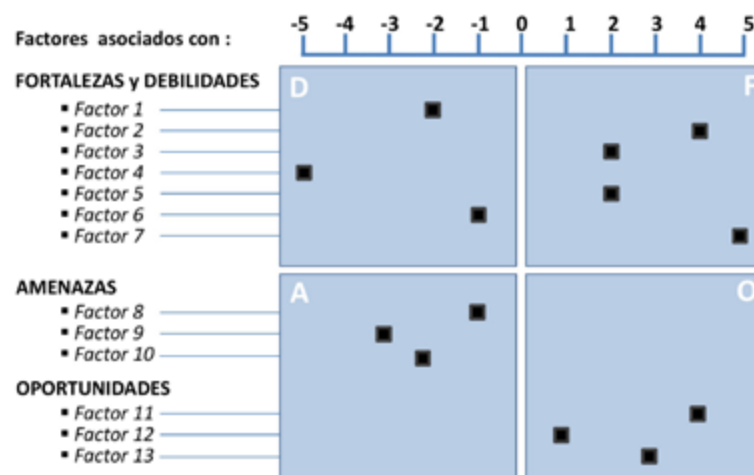 -5 -4 -3 -2 -1 0 1 2 3 4 5
Factores asociados con :
FORTALEZAS y DEBILIDADES
D F
▪ Factor 1
▪ Factor 2
▪ Factor 3
▪ Factor 4
▪ Factor 5
▪ Factor 6
▪ Factor 7
AMENAZAS
A O
▪ Factor 8
▪ Factor 9
▪ Factor 10
OPORTUNIDADES
▪ Factor 11
▪ Factor 12
▪ Factor 13